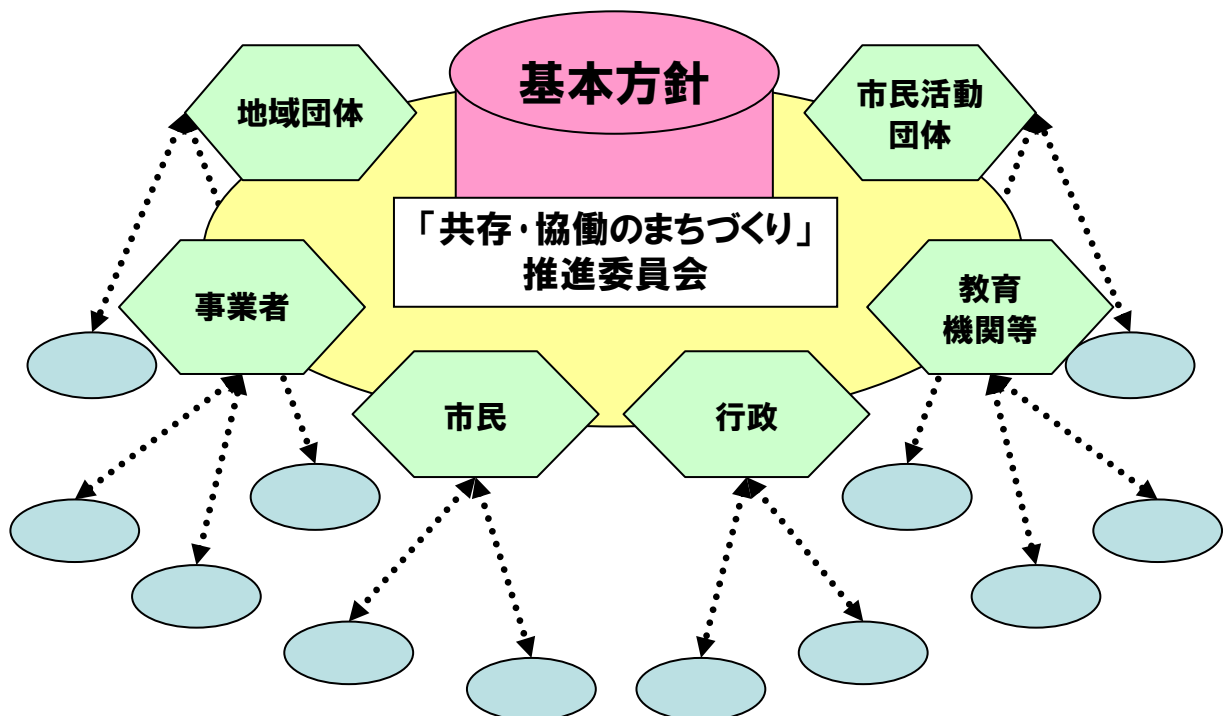 基本方針
地域団体
市民活動
団体
「共存・協働のまちづくり」
推進委員会
事業者
教育
機関等
市民
行政